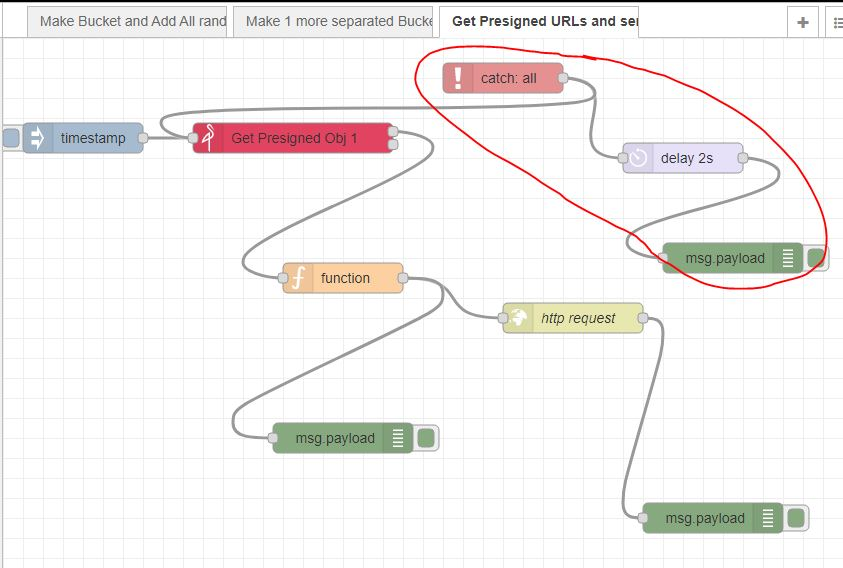 Make Bucket and Add All rand
Make 1 more separated Bucke
Get Presigned URLs and sei
catch: all
timestamp
Get Presigned Obj 1
delay 2s
msg.payload
function
http request
msg.payload
msg.payload